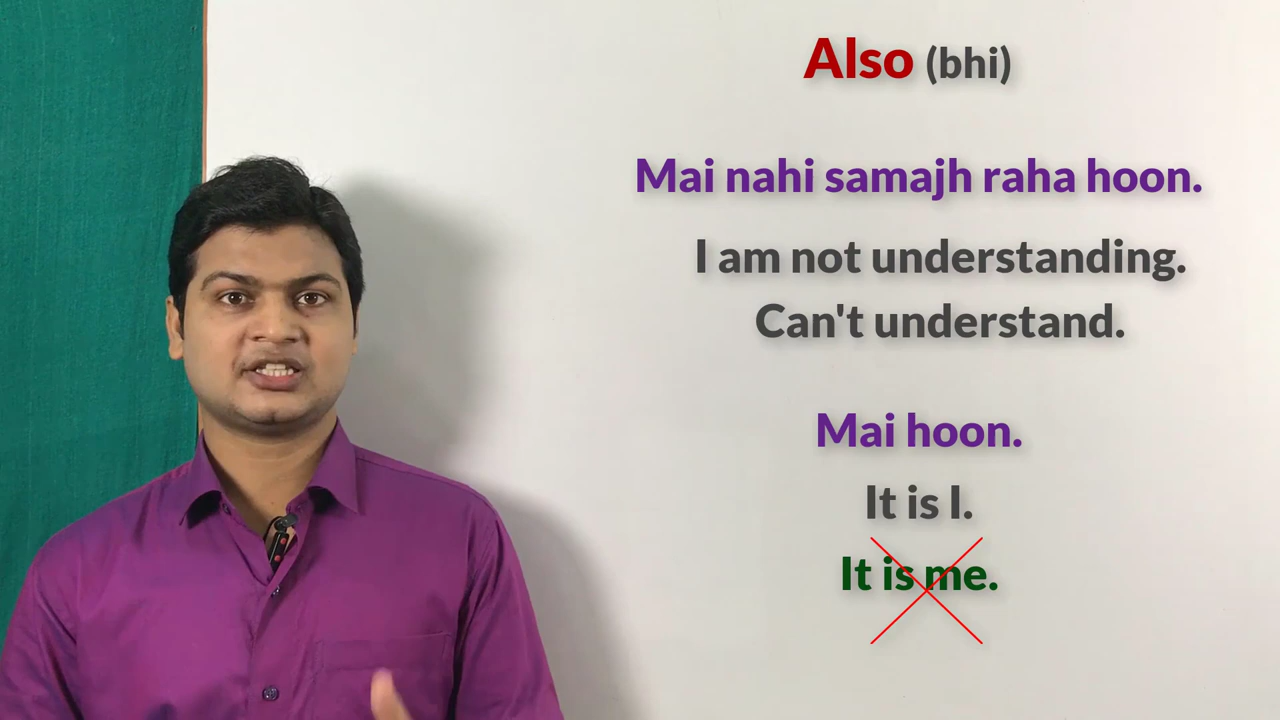 Also (bhi)
Mai nahi samajh raha hoon.
I am not understanding.
Can't understand.
Mai hoon.
It is I.
It is me.